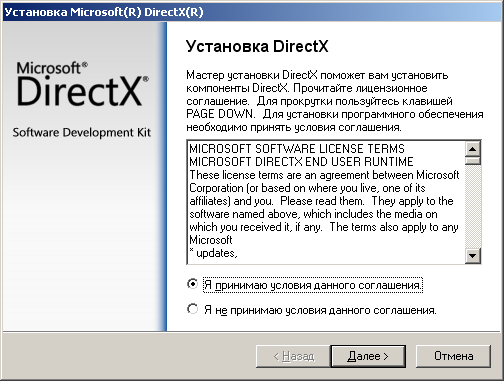 Установка Microsoft(R) DirectX(R)
Microsoft®
DirectX®
Software Development Kit
Установка DirectX
Мастер установки DirectX поможет вам установить
компоненты DirectX. Прочитайте лицензионное
соглашение. Для прокрутки пользуйтесь клавишей
PAGE DOWN. Для установки программного обеспечения
необходимо принять условия соглашения.
MICROSOFT SOFTWARE LICENSE TERMS
MICROSOFT DIRECTX END USER RUNTIME
These license terms are an agreement between Microsoft
Corporation (or based on where you live, one of its
affiliates) and you. Please read them. They apply to the
software named above, which includes the media on
which you received it, if any. The terms also apply to any
Microsoft
* updates,
Я принимаю условия данного соглашения.
Я не принимаю условия данного соглашения.
< Назад
Далее >
Отмена